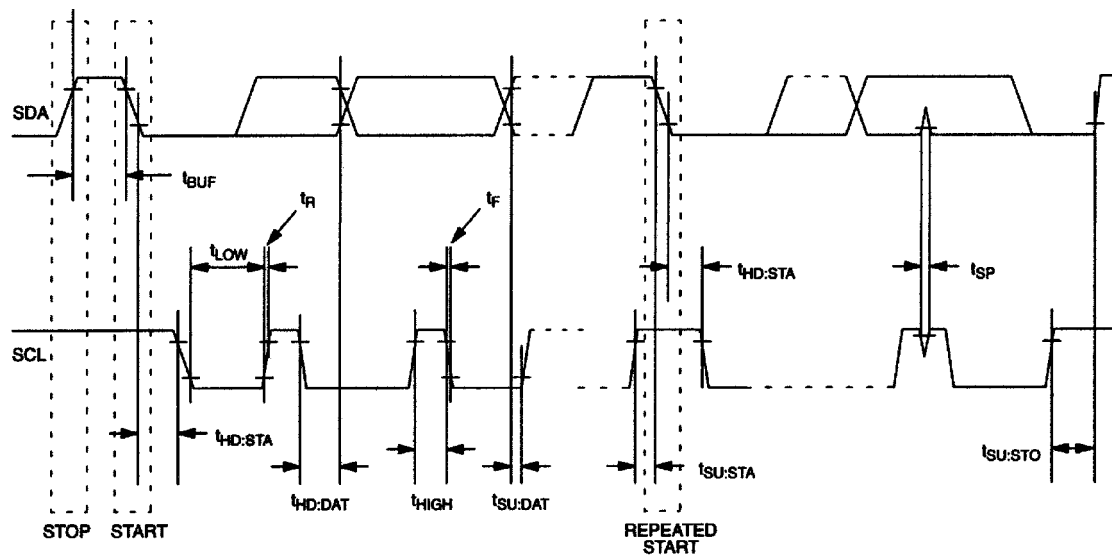 SDA
tBUF
tR
tF
tLOW
tHD:STA
tSP
SCL
tHD:STA
tSU:STA
tSU:STO
tHD:DAT
tHIGH
tSU:DAT
STOP
START
REPEATED
START